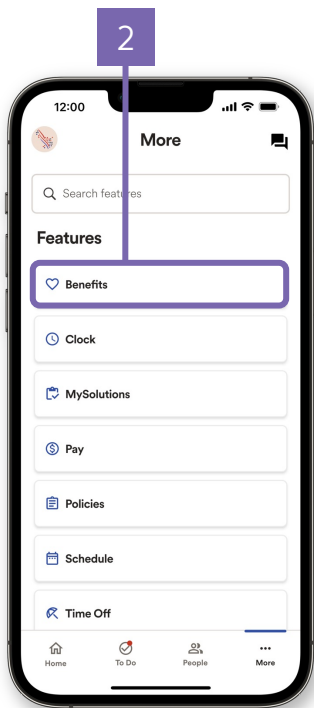 2
12:00
More
Search features
Features
Benefits
Clock
MySolutions
Pay
Policies
Schedule
Time Off
Home To Do People More